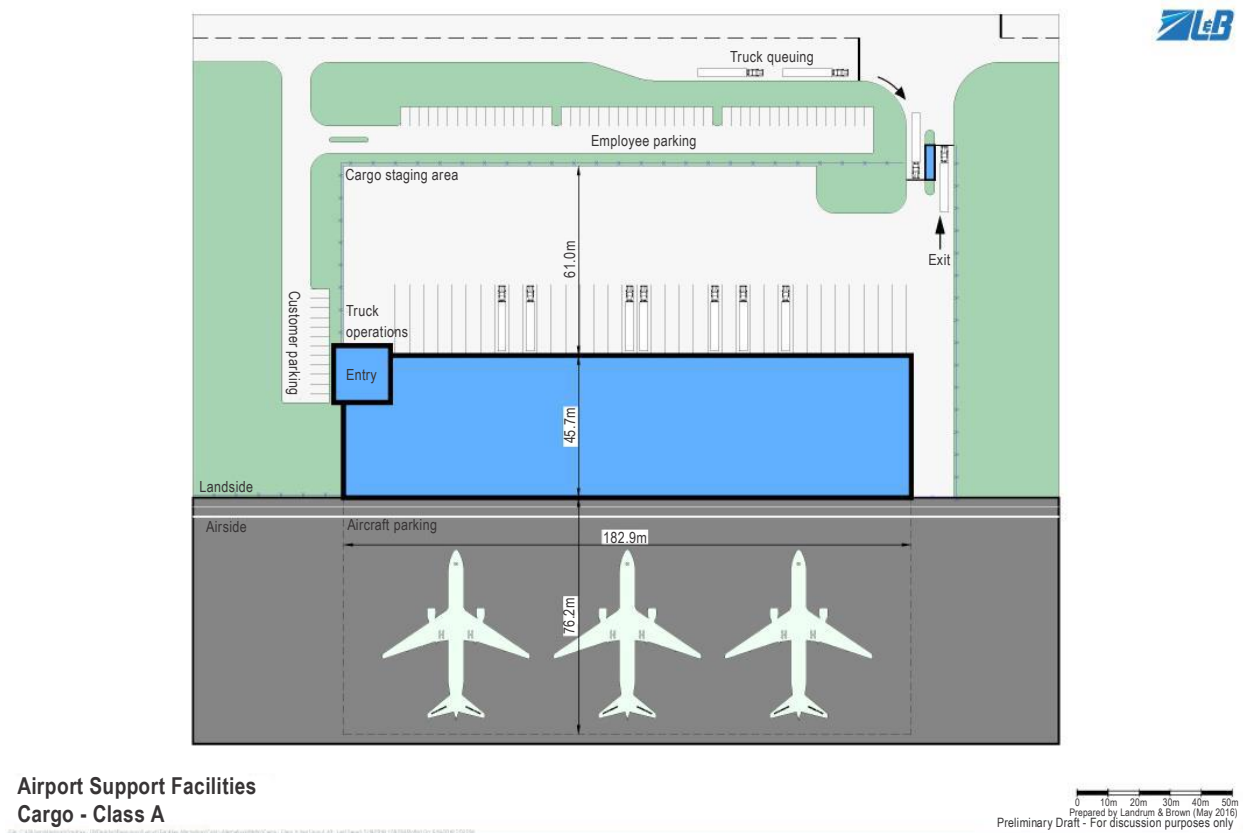 L&B
Truck queuing
Employee parking
Cargo staging area
61.0m
Exit
Customer parking
Truck
operations
Entry
45.7m
Landside
Airside
Aircraft parking
182.9m
76.2m
Airport Support Facilities
Cargo - Class A
0 10m 20m 30m 40m 50m
Prepared by Landrum & Brown (May 2016)
Preliminary Draft - For discussion purposes only